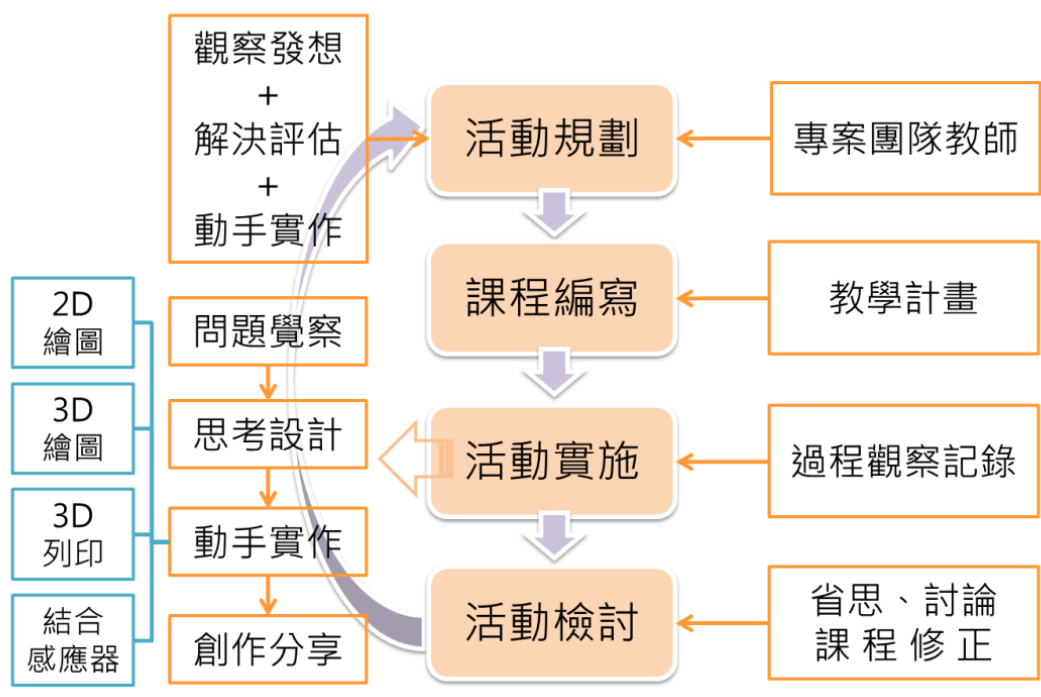 觀察發想
+
解決評估
+
動手實作
活動規劃
專案團隊教師
課程編寫
教學計畫
2D
繪圖
問題覺察
3D
繪圖
思考設計
活動實施
過程觀察記錄
3D
列印
動手實作
結合
感應器
創作分享
活動檢討
省思、討論
課程修正